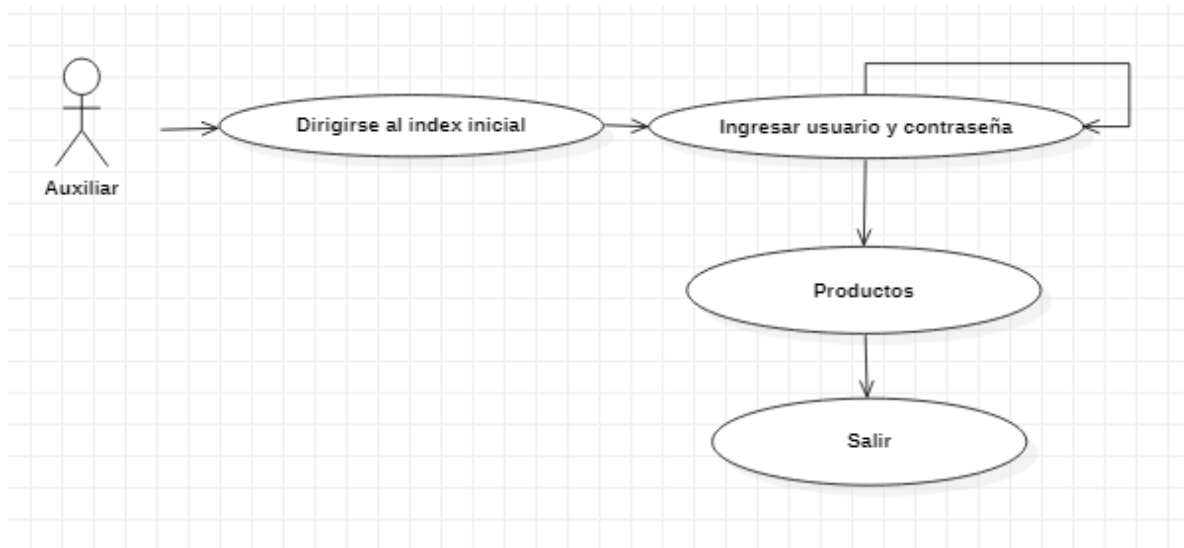 Dirigirse al index inicial
Ingresar usuario y contraseña
Auxiliar
Productos
Salir